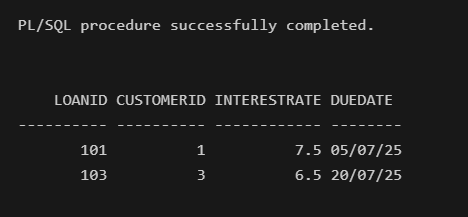 PL/SQL procedure successfully completed.
LOANID CUSTOMERID INTERESTRATE DUEDATE
---------- ---------- ------------ --------
101 1 7.5 05/07/25
103 3 6.5 20/07/25